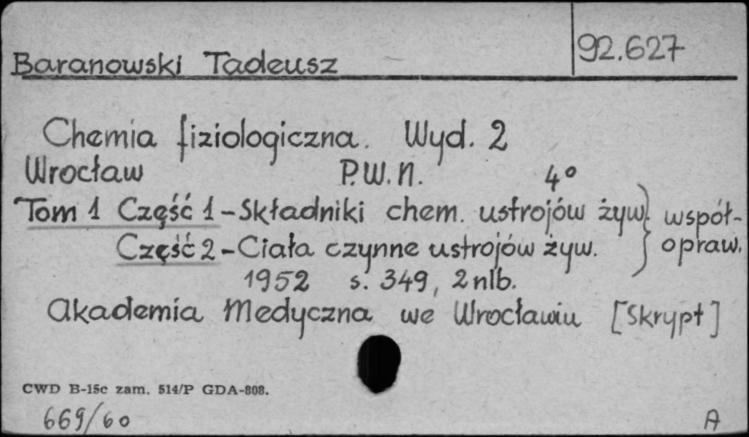 92.627
Baranowski Tadeusz
Chemia fizjologiczna. Wyd. 2
Wrocław P.W.N. 4°
Tom 1 Część 1 - Składniki chem. ustrojów żyw. współ-
Część 2 - Ciała czynne ustrojów żyw. opraw.
1952 s. 349, 2 nlb.
Akademia Medyczna we Wrocławiu [Skrypt]
CWD B-15c zam. 514/P GDA-808.
669/60 A